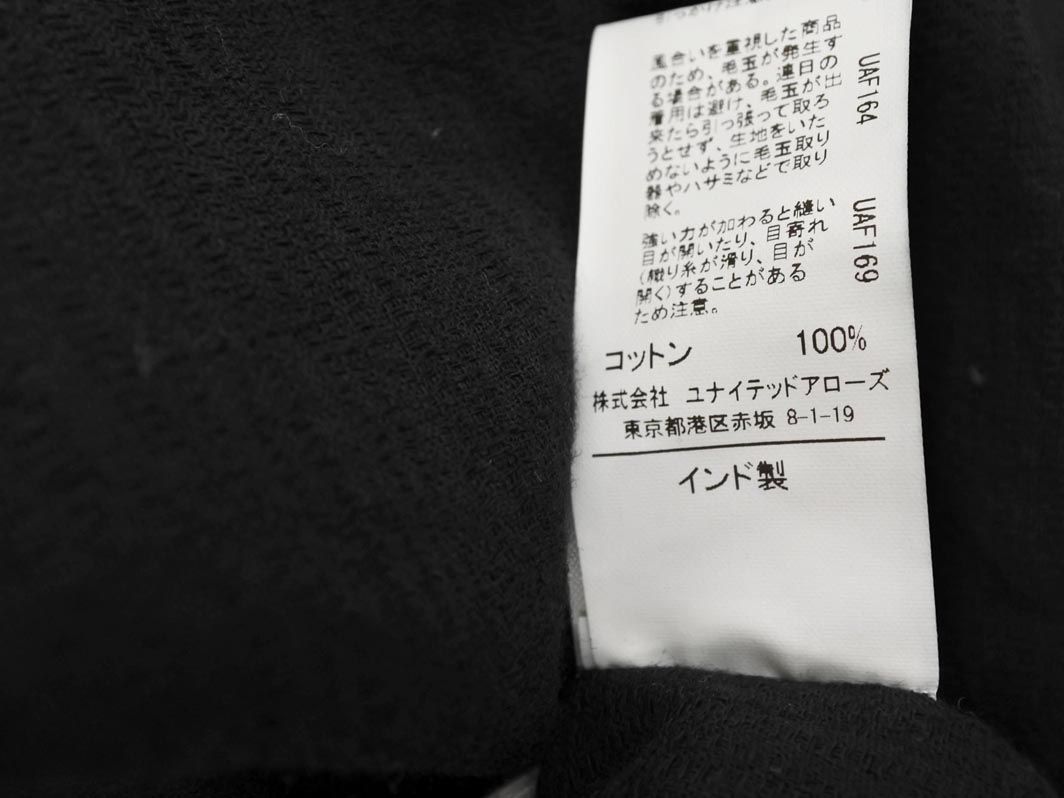 風合いを重視した商品
のため、毛玉が発生す
る場合がある。連日の
着用は避け、毛玉が出
来たら引っ張って取ろ
うとせず、生地をいた
めないように毛玉取り
器やハサミなどで取り
除く。
強い力が加わると縫い
目が開いたり、目寄れ
(織り糸が滑り、目が
開く)することがある
ため注意。
UAF164
UAF169
コットン 100%
株式会社 ユナイテッドアローズ
東京都港区赤坂 8-1-19
インド製